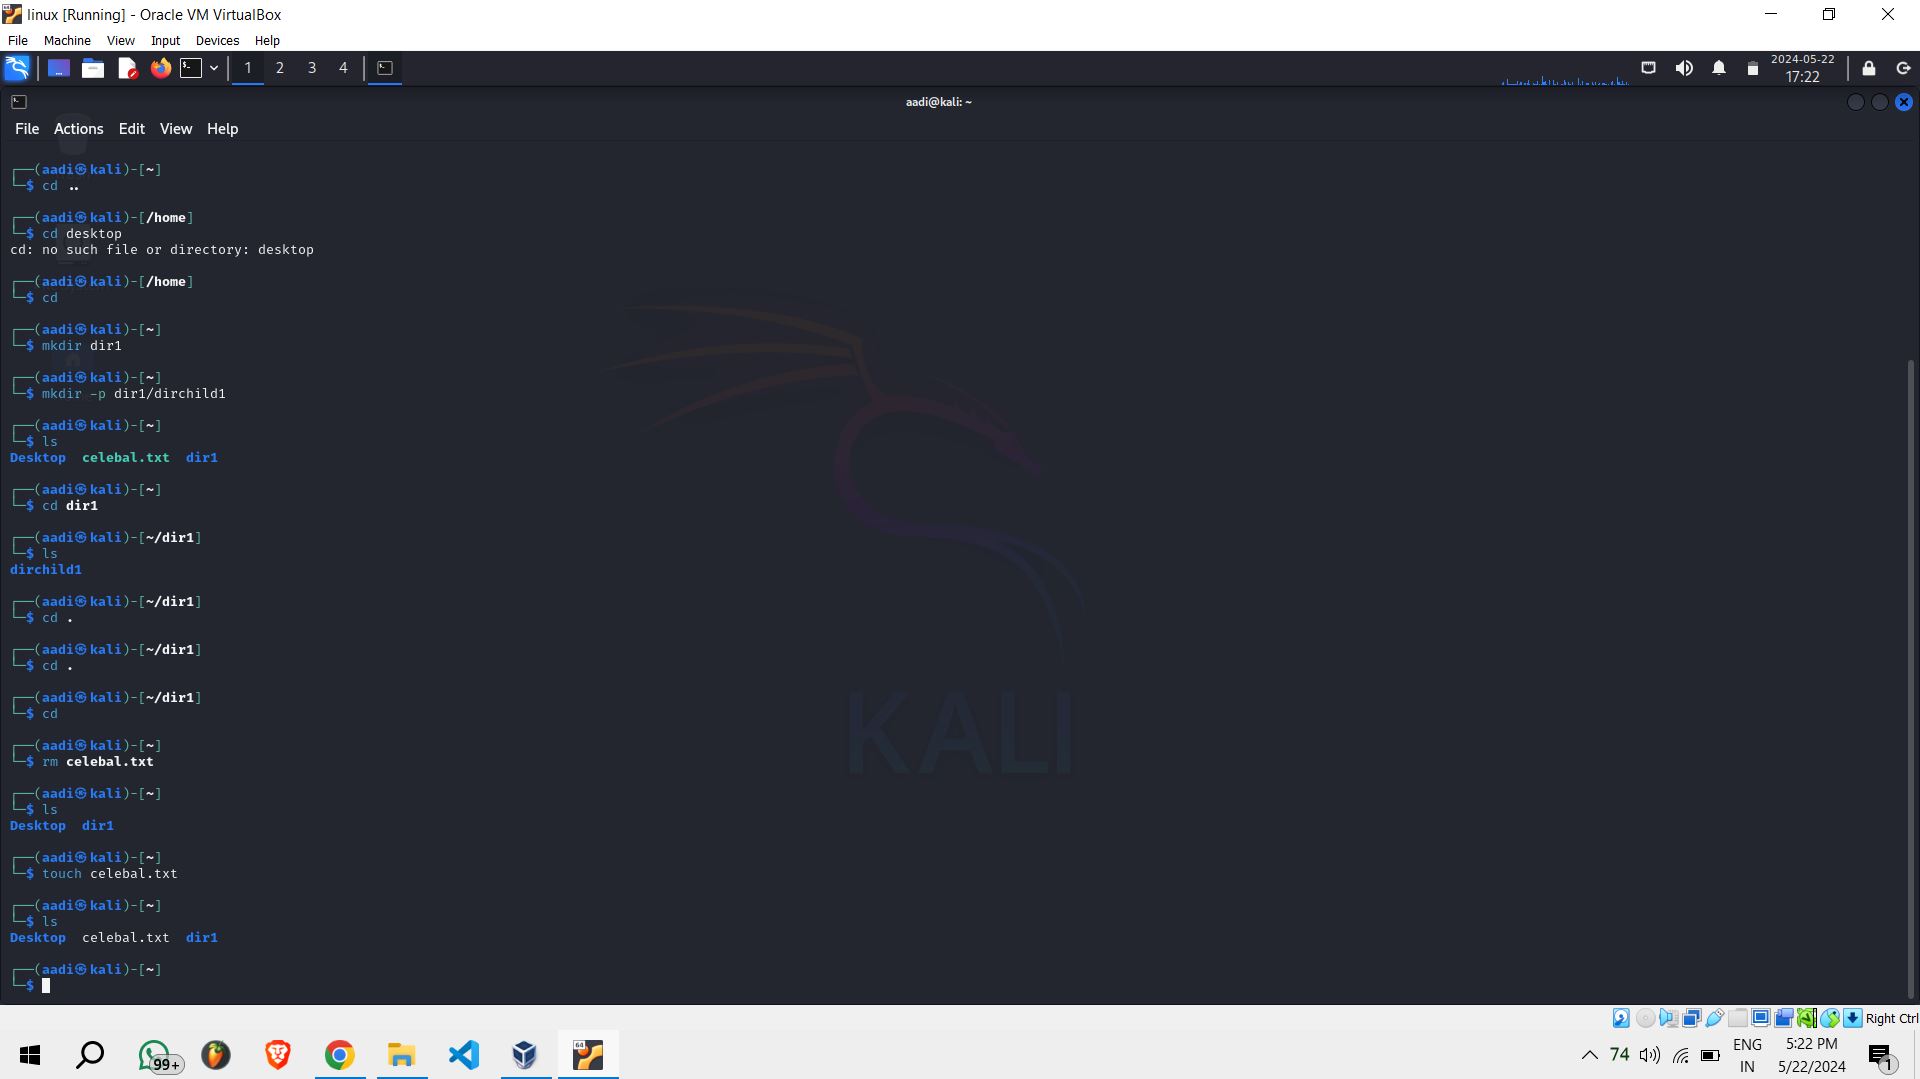 linux [Running] - Oracle VM VirtualBox
File Machine View Input Devices Help
1 2 3 4
2024-05-22
17:22
aadi@kali: ~
File Actions Edit View Help
┌──(aadi㉿kali)-[~]
└─$ cd ..
┌──(aadi㉿kali)-[/home]
└─$ cd desktop
cd: no such file or directory: desktop
┌──(aadi㉿kali)-[/home]
└─$ cd
┌──(aadi㉿kali)-[~]
└─$ mkdir dir1
┌──(aadi㉿kali)-[~]
└─$ mkdir -p dir1/dirchild1
┌──(aadi㉿kali)-[~]
└─$ ls
Desktop celebal.txt dir1
┌──(aadi㉿kali)-[~]
└─$ cd dir1
┌──(aadi㉿kali)-[~/dir1]
└─$ ls
dirchild1
┌──(aadi㉿kali)-[~/dir1]
└─$ cd .
┌──(aadi㉿kali)-[~/dir1]
└─$ cd .
┌──(aadi㉿kali)-[~/dir1]
└─$ cd
┌──(aadi㉿kali)-[~]
└─$ rm celebal.txt
┌──(aadi㉿kali)-[~]
└─$ ls
Desktop dir1
┌──(aadi㉿kali)-[~]
└─$ touch celebal.txt
┌──(aadi㉿kali)-[~]
└─$ ls
Desktop celebal.txt dir1
┌──(aadi㉿kali)-[~]
└─$
KALI
Right Ctrl
99+
64
74
ENG
IN
5:22 PM
5/22/2024
1